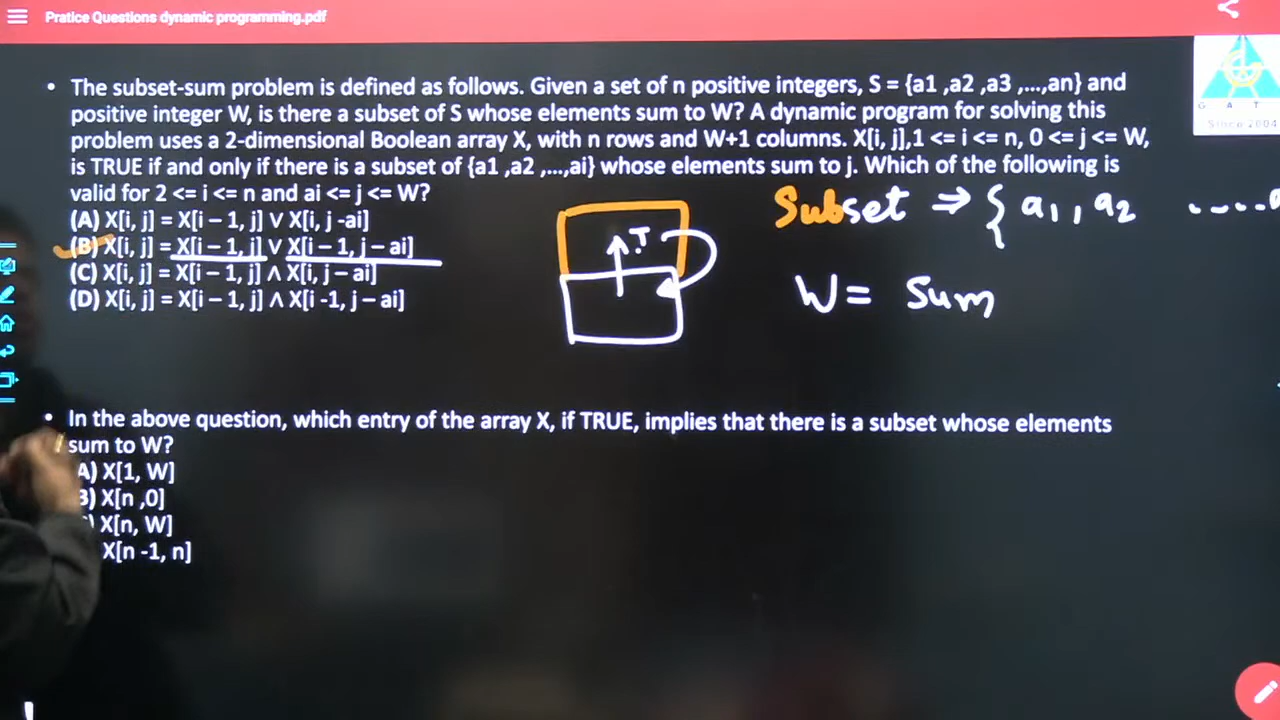 Pratice Questions dynamic programming.pdf
• The subset-sum problem is defined as follows. Given a set of n positive integers, S = {a1 ,a2 ,a3 ,...,an} and
positive integer W, is there a subset of S whose elements sum to W? A dynamic program for solving this
problem uses a 2-dimensional Boolean array X, with n rows and W+1 columns. X[i, j],1 <= i <= n, 0 <= j <= W,
is TRUE if and only if there is a subset of {a1 ,a2 ,...,ai} whose elements sum to j. Which of the following is
valid for 2 <= i <= n and ai <= j <= W?
(A) X[i, j] = X[i – 1, j] V X[i, j -ai]
(B) X[i, j] = X[i – 1, j] V X[i – 1, j – ai]
(C) X[i, j] = X[i – 1, j] Λ X[i, j – ai]
(D) X[i, j] = X[i – 1, j] Λ X[i -1, j – ai]
T
Subset ⇒ { a1, a2 .....
W = Sum
G A T
Since 2004
• In the above question, which entry of the array X, if TRUE, implies that there is a subset whose elements
sum to W?
A) X[1, W]
B) X[n ,0]
) X[n, W]
X[n -1, n]